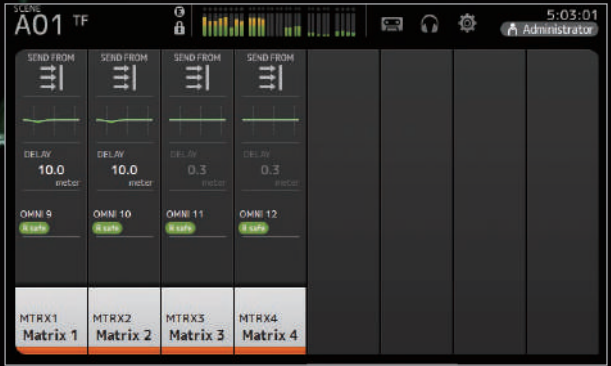 SCENE
A01 TF
5:03:01
Administrator
SEND FROM SEND FROM SEND FROM SEND FROM
DELAY DELAY DELAY DELAY
10.0 10.0 0.3 0.3
meter meter meter meter
OMNI 9 OMNI 10 OMNI 11 OMNI 12
R safe R safe R safe R safe
MTRX1 MTRX2 MTRX3 MTRX4
Matrix 1 Matrix 2 Matrix 3 Matrix 4